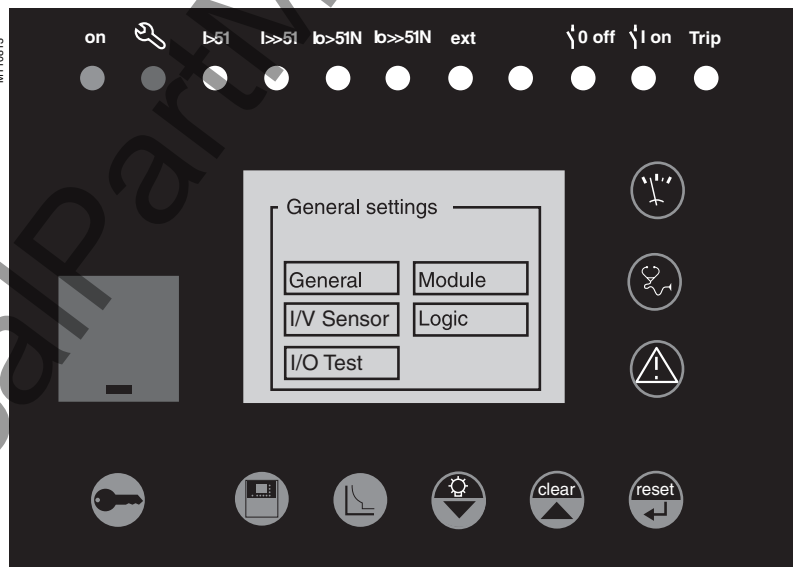 on I>51 I>>51 Io>51N Io>>51N ext 0 off I on Trip
General settings
General Module
I/V Sensor Logic
I/O Test
clear reset